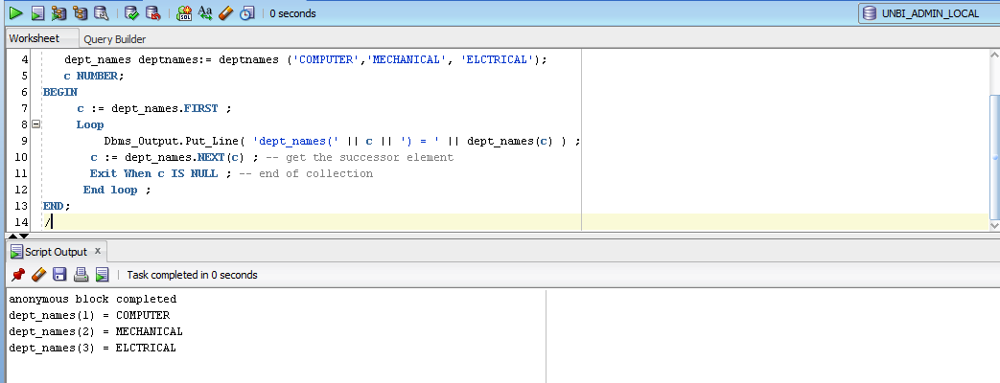 0 seconds
UNBI_ADMIN_LOCAL
Worksheet Query Builder
4 dept_names deptnames:= deptnames ('COMPUTER','MECHANICAL', 'ELCTRICAL');
5 c NUMBER;
6 BEGIN
7 c := dept_names.FIRST ;
8 Loop
9 Dbms_Output.Put_Line( 'dept_names(' || c || ') = ' || dept_names(c) ) ;
10 c := dept_names.NEXT(c) ; -- get the successor element
11 Exit When c IS NULL ; -- end of collection
12 End loop ;
13 END;
14 /
Script Output x
Task completed in 0 seconds
anonymous block completed
dept_names(1) = COMPUTER
dept_names(2) = MECHANICAL
dept_names(3) = ELCTRICAL